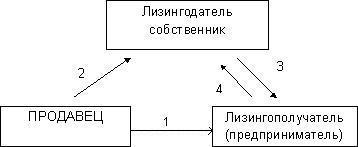 Лизингодатель
собственник
2
3
4
ПРОДАВЕЦ
1
Лизингополучатель
(предприниматель)